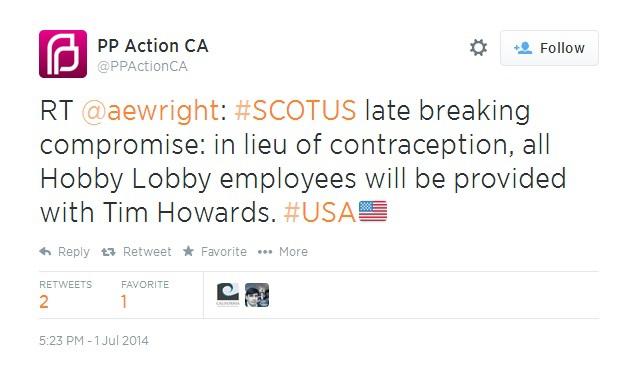 PP Action CA
@PPActionCA
Follow
RT @aewright: #SCOTUS late breaking
compromise: in lieu of contraception, all
Hobby Lobby employees will be provided
with Tim Howards. #USA🇺🇸
Reply Retweet Favorite More
RETWEETS FAVORITE
2 1
5:23 PM - 1 Jul 2014